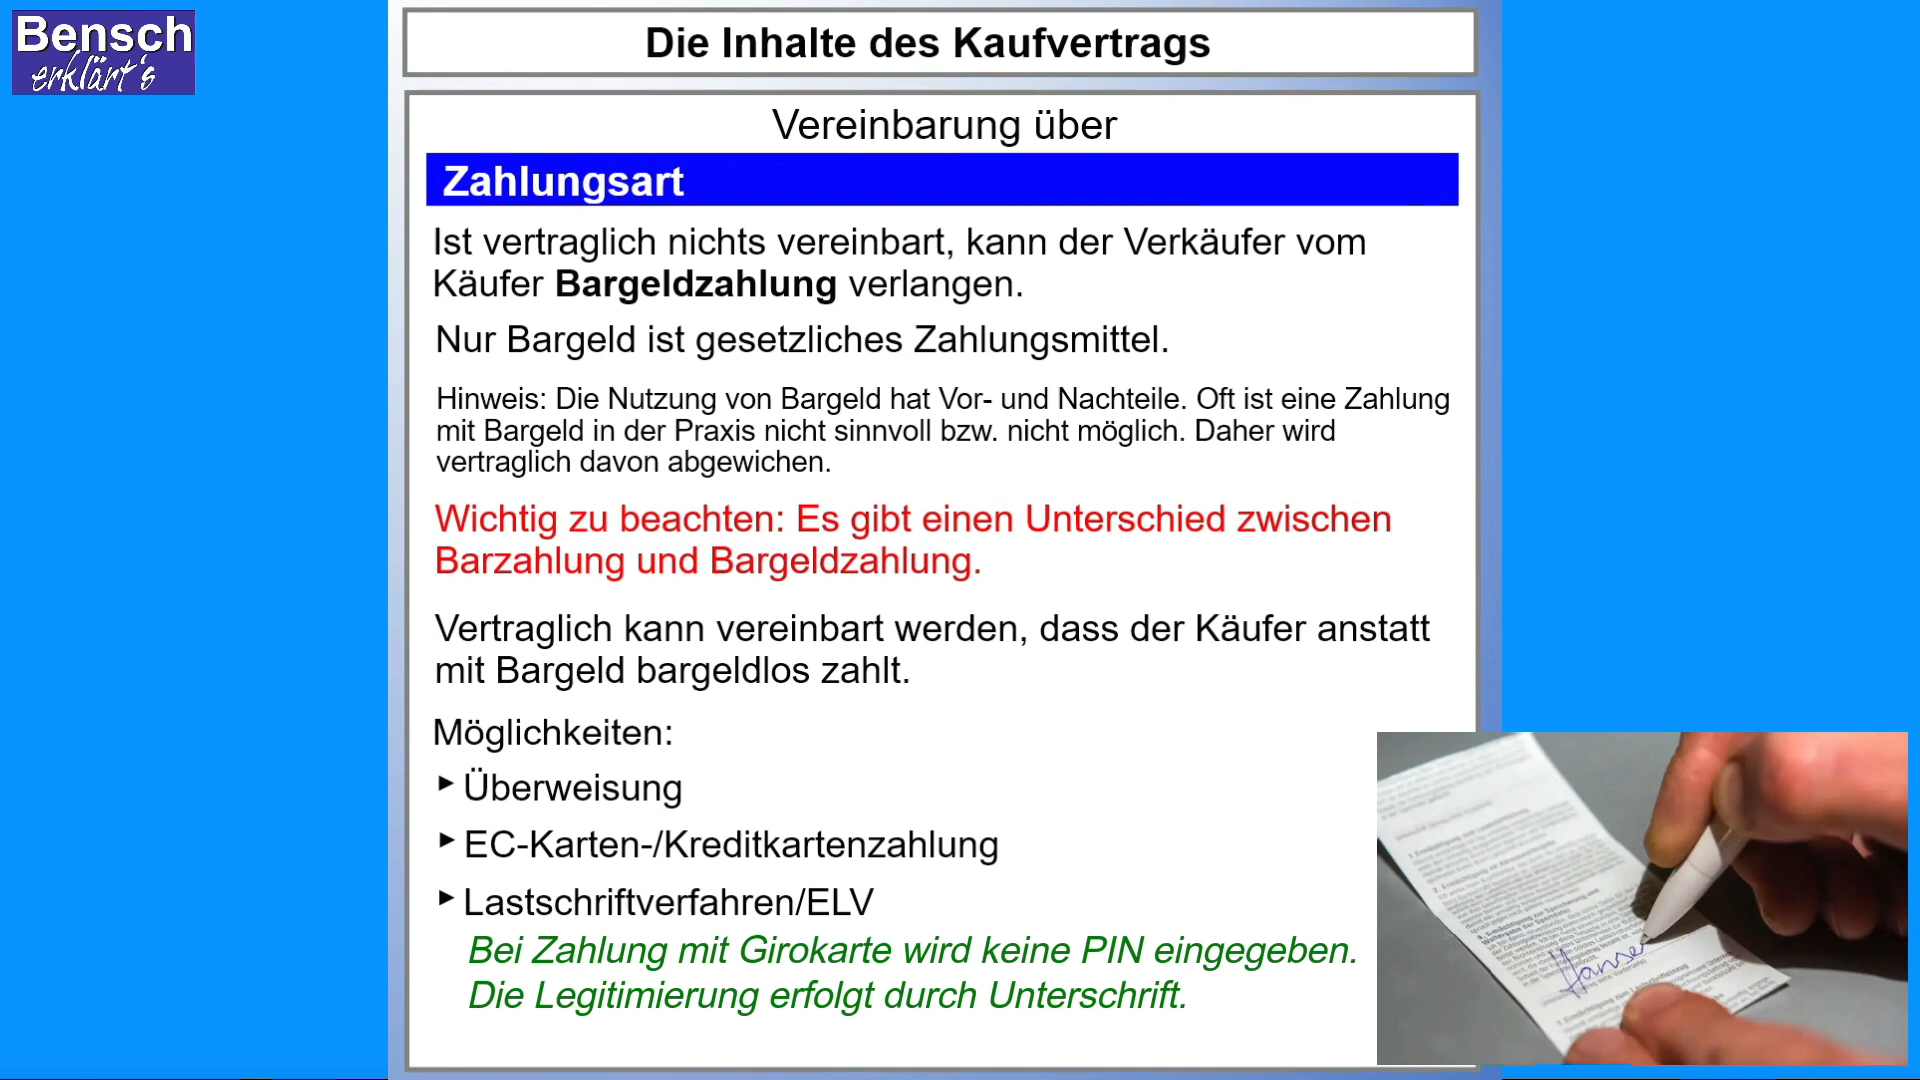 Bensch
erklärt's
Die Inhalte des Kaufvertrags
Vereinbarung über
Zahlungsart
Ist vertraglich nichts vereinbart, kann der Verkäufer vom
Käufer Bargeldzahlung verlangen.
Nur Bargeld ist gesetzliches Zahlungsmittel.
Hinweis: Die Nutzung von Bargeld hat Vor- und Nachteile. Oft ist eine Zahlung
mit Bargeld in der Praxis nicht sinnvoll bzw. nicht möglich. Daher wird
vertraglich davon abgewichen.
Wichtig zu beachten: Es gibt einen Unterschied zwischen
Barzahlung und Bargeldzahlung.
Vertraglich kann vereinbart werden, dass der Käufer anstatt
mit Bargeld bargeldlos zahlt.
Möglichkeiten:
▸ Überweisung
▸ EC-Karten-/Kreditkartenzahlung
▸ Lastschriftverfahren/ELV
Bei Zahlung mit Girokarte wird keine PIN eingegeben.
Die Legitimierung erfolgt durch Unterschrift.